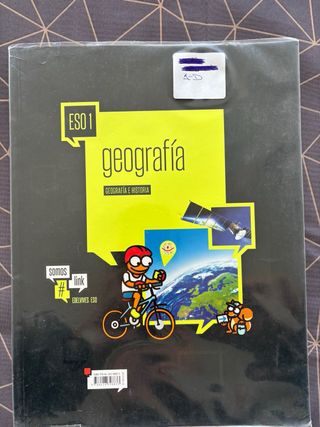 ESO 1
geografía
GEOGRAFÍA E HISTORIA
somos
#
link
EDELVIVES ESO